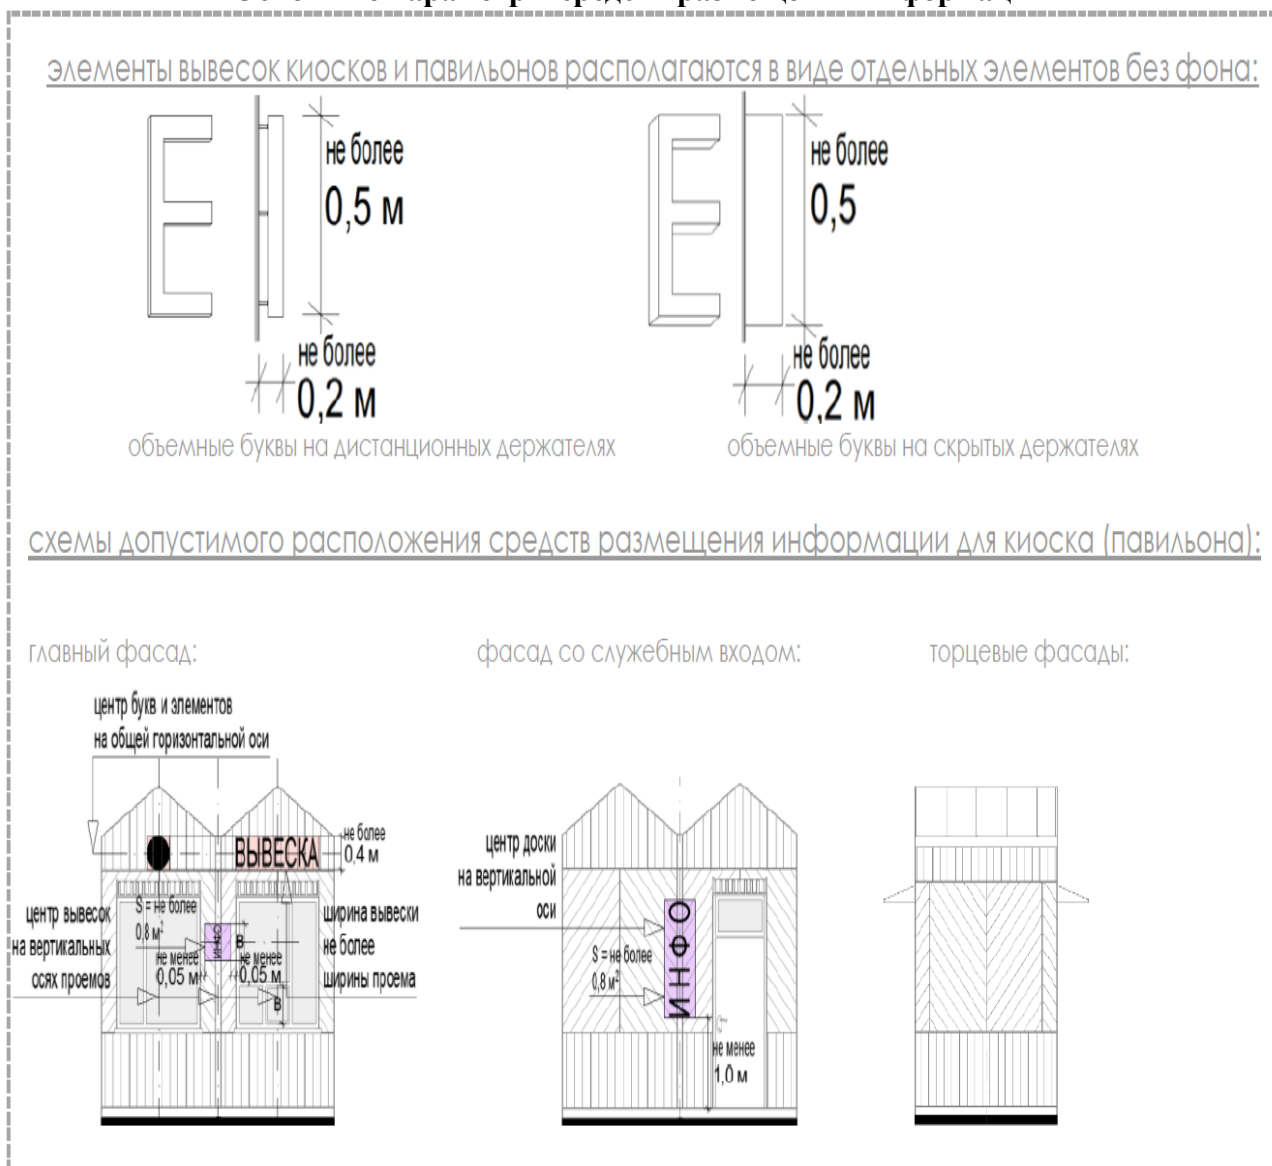 элементы вывесок киосков и павильонов располагаются в виде отдельных элементов без фона:
не более
0,5 м
не более
0,2 м
не более
0,5
не более
0,2 м
объемные буквы на дистанционных держателях
объемные буквы на скрытых держателях
схемы допустимого расположения средств размещения информации для киоска (павильона):
главный фасад:
фасад со служебным входом:
торцевые фасады:
центр букв и элементов
на общей горизонтальной оси
ВЫВЕСКА
не более
0,4 м
центр вывесок
на вертикальных
осях проемов
S = не более
0,8 м²
не менее
0,05 м
ИНФО
В
не менее
0,05 м
В
ширина вывески
не более
ширины проема
центр доски
на вертикальной
оси
S = не более
0,8 м²
ИНФО
не менее
1,0 м